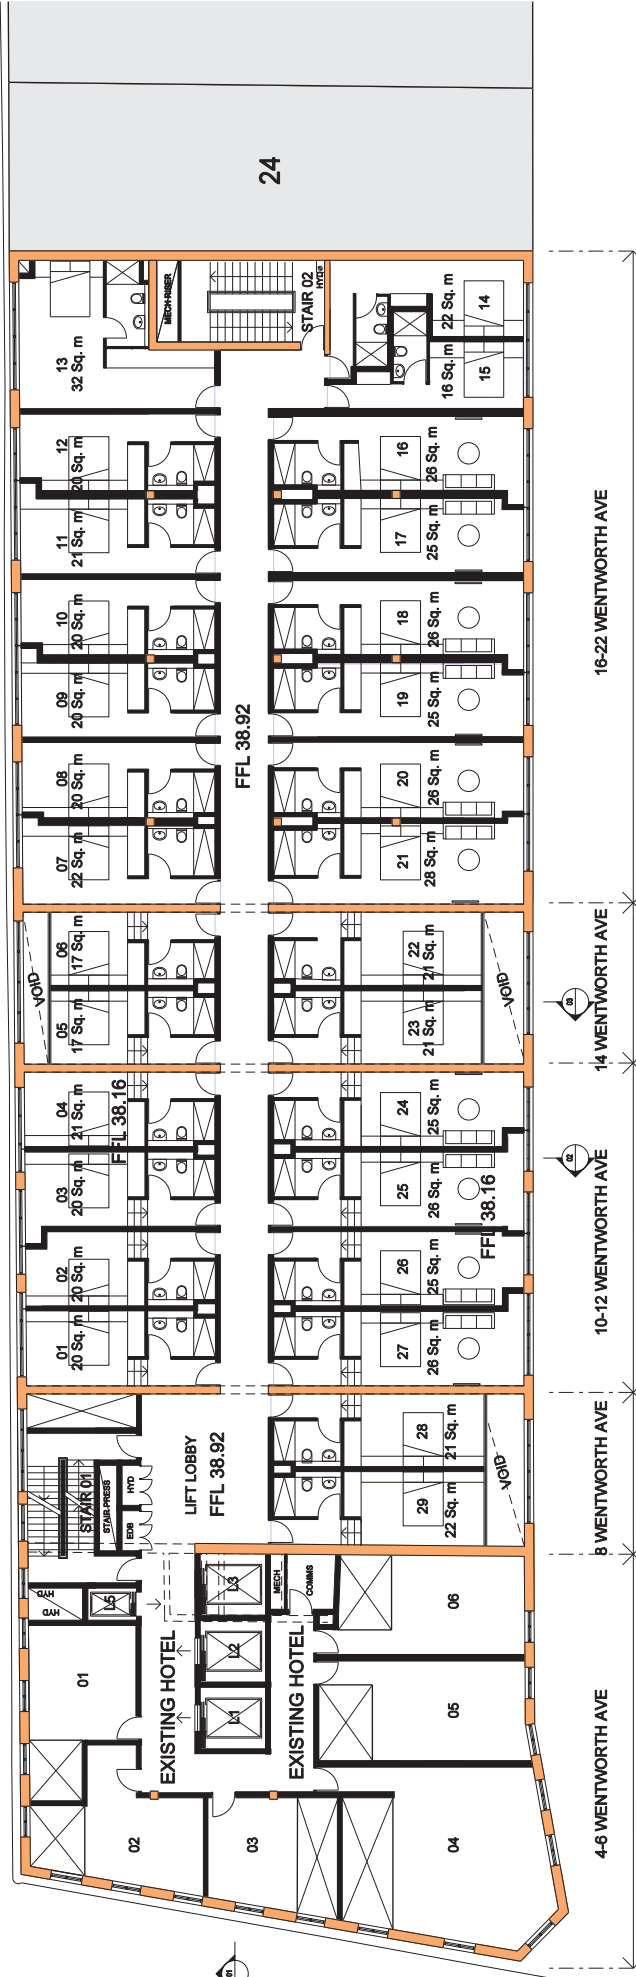 24
MECH RISER
STAIR 02
HYD
13
32 Sq. m
22 Sq. m
14
16 Sq. m
15
12
20 Sq. m
11
21 Sq. m
16
26 Sq. m
17
25 Sq. m
10
20 Sq. m
09
20 Sq. m
18
26 Sq. m
19
25 Sq. m
16-22 WENTWORTH AVE
FFL 38.92
08
20 Sq. m
07
22 Sq. m
20
26 Sq. m
21
28 Sq. m
VOID
06
17 Sq. m
05
17 Sq. m
22
21 Sq. m
23
21 Sq. m
VOID
14 WENTWORTH AVE
03
04
21 Sq. m
FFL 38.16
03
20 Sq. m
24
25 Sq. m
25
26 Sq. m
FFL 38.16
02
10-12 WENTWORTH AVE
02
20 Sq. m
01
20 Sq. m
26
25 Sq. m
27
26 Sq. m
STAIR 01
STAIR PRESS
HYD
EDB
LIFT LOBBY
FFL 38.92
28
21 Sq. m
29
22 Sq. m
VOID
8 WENTWORTH AVE
HYD
HYD
L5
L3
L2
L1
MECH
COMMS
EXISTING HOTEL
EXISTING HOTEL
01
02
03
04
05
06
4-6 WENTWORTH AVE
01